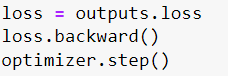 loss = outputs.loss
loss.backward()
optimizer.step()